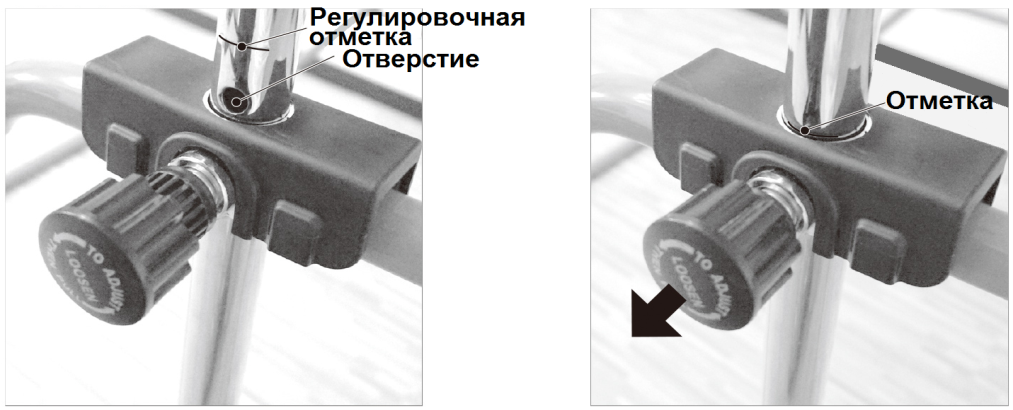 Регулировочная
отметка
Отверстие
TO ADJUST
LOOSEN
Отметка
TO ADJUST
LOOSEN